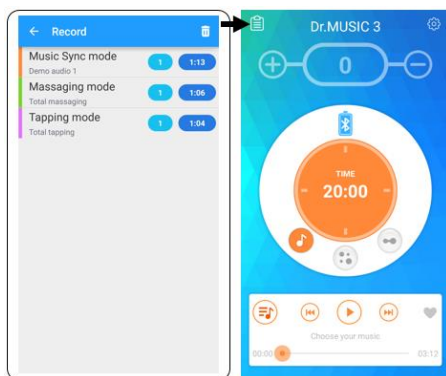 Record
Music Sync mode
Demo audio 1
1
1:13
Massaging mode
Total massaging
1
1:06
Tapping mode
Total tapping
1
1:04
Dr.MUSIC 3
0
TIME
20:00
Choose your music
00:00
03:12